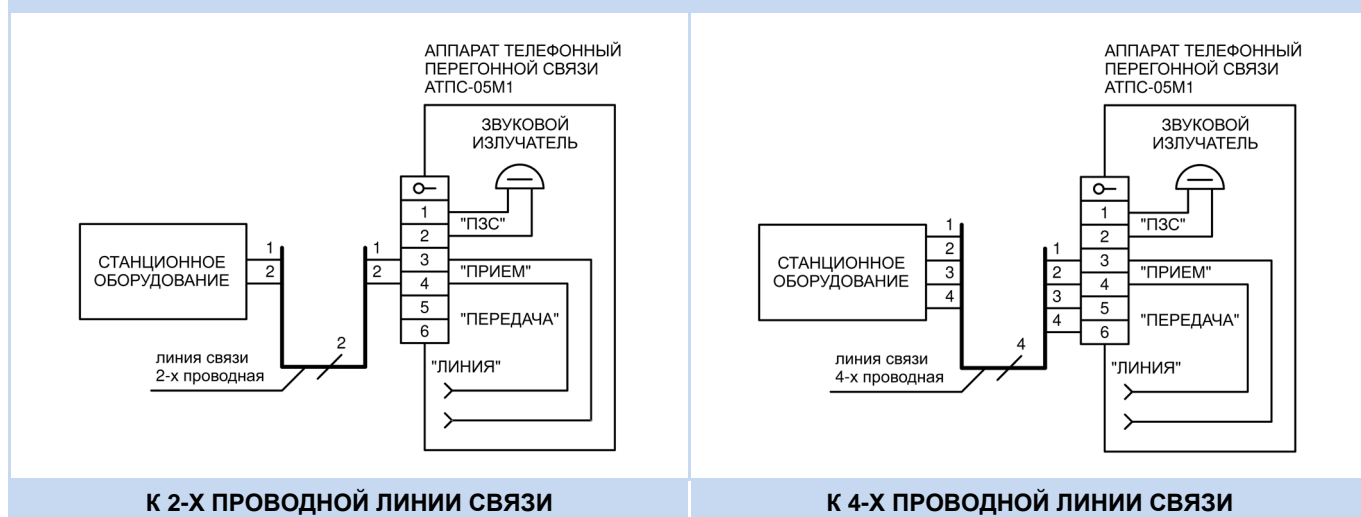 АППАРАТ ТЕЛЕФОННЫЙ
ПЕРЕГОННОЙ СВЯЗИ
АТПС-05М1
ЗВУКОВОЙ
ИЗЛУЧАТЕЛЬ
1
2
3
4
5
6
"ПЗС"
"ПРИЕМ"
"ПЕРЕДАЧА"
"ЛИНИЯ"
СТАНЦИОННОЕ
ОБОРУДОВАНИЕ
1
2
1
2
2
линия связи
2-х проводная
К 2-Х ПРОВОДНОЙ ЛИНИИ СВЯЗИ
АППАРАТ ТЕЛЕФОННЫЙ
ПЕРЕГОННОЙ СВЯЗИ
АТПС-05М1
ЗВУКОВОЙ
ИЗЛУЧАТЕЛЬ
1
2
3
4
5
6
"ПЗС"
"ПРИЕМ"
"ПЕРЕДАЧА"
"ЛИНИЯ"
СТАНЦИОННОЕ
ОБОРУДОВАНИЕ
1
2
3
4
1
2
3
4
4
линия связи
4-х проводная
К 4-Х ПРОВОДНОЙ ЛИНИИ СВЯЗИ